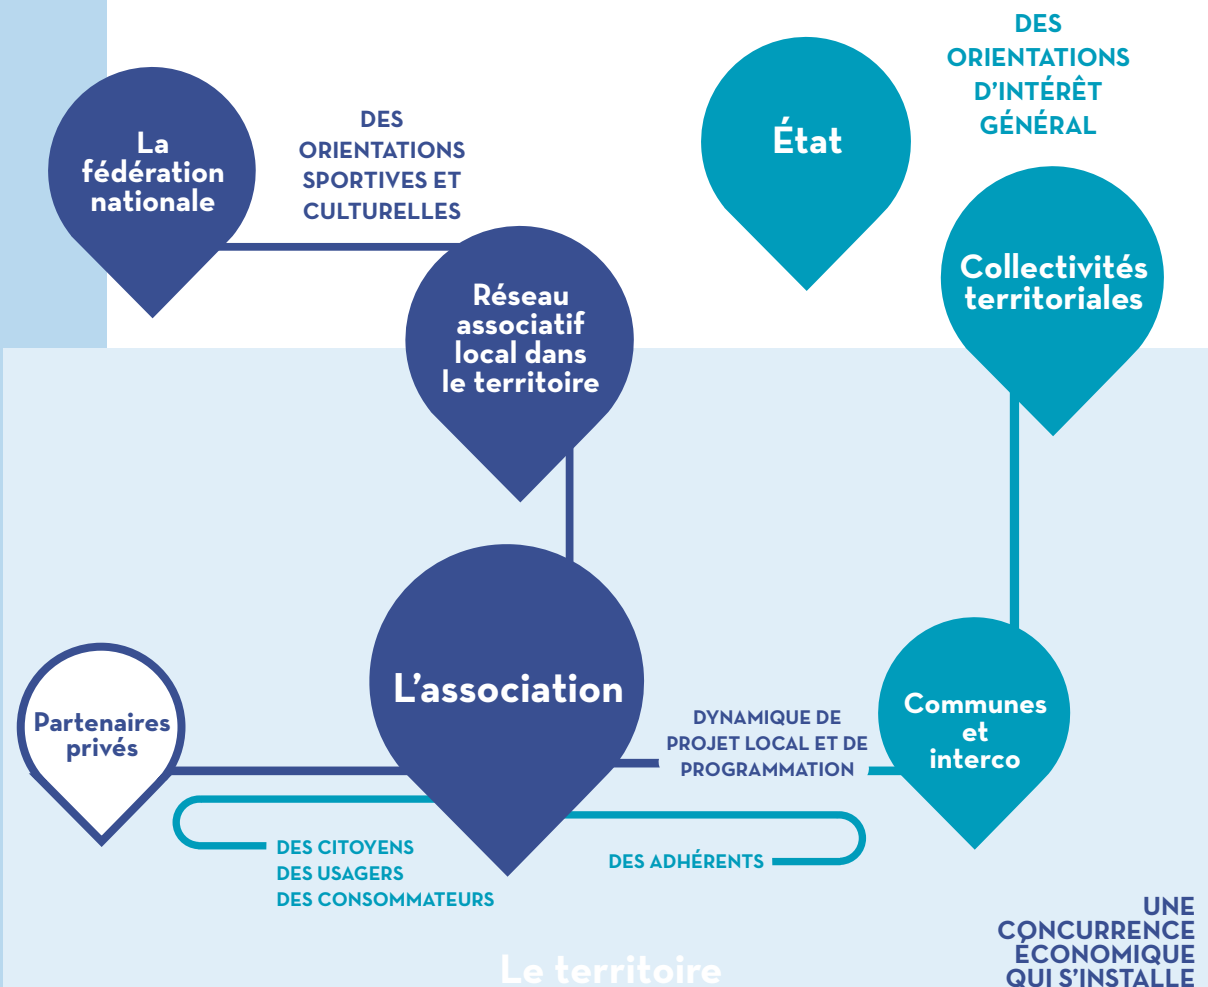 DES
ORIENTATIONS
D'INTÉRÊT
GÉNÉRAL
La
fédération
nationale
DES
ORIENTATIONS
SPORTIVES ET
CULTURELLES
État
Collectivités
territoriales
Réseau
associatif
local dans
le territoire
L'association
Partenaires
privés
DYNAMIQUE DE
PROJET LOCAL ET DE
PROGRAMMATION
Communes
et
interco
DES CITOYENS
DES USAGERS
DES CONSOMMATEURS
DES ADHÉRENTS
UNE
CONCURRENCE
ÉCONOMIQUE
QUI S'INSTALLE
Le territoire